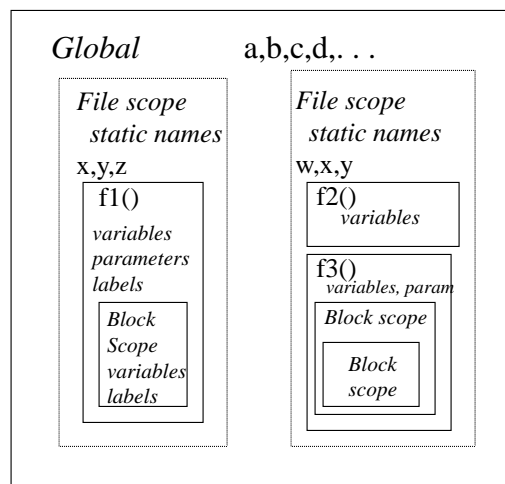 Global a,b,c,d,. . .
File scope
static names
x,y,z
f1()
variables
parameters
labels
Block
Scope
variables
labels
File scope
static names
w,x,y
f2()
variables
f3()
variables, param
Block scope
Block
scope